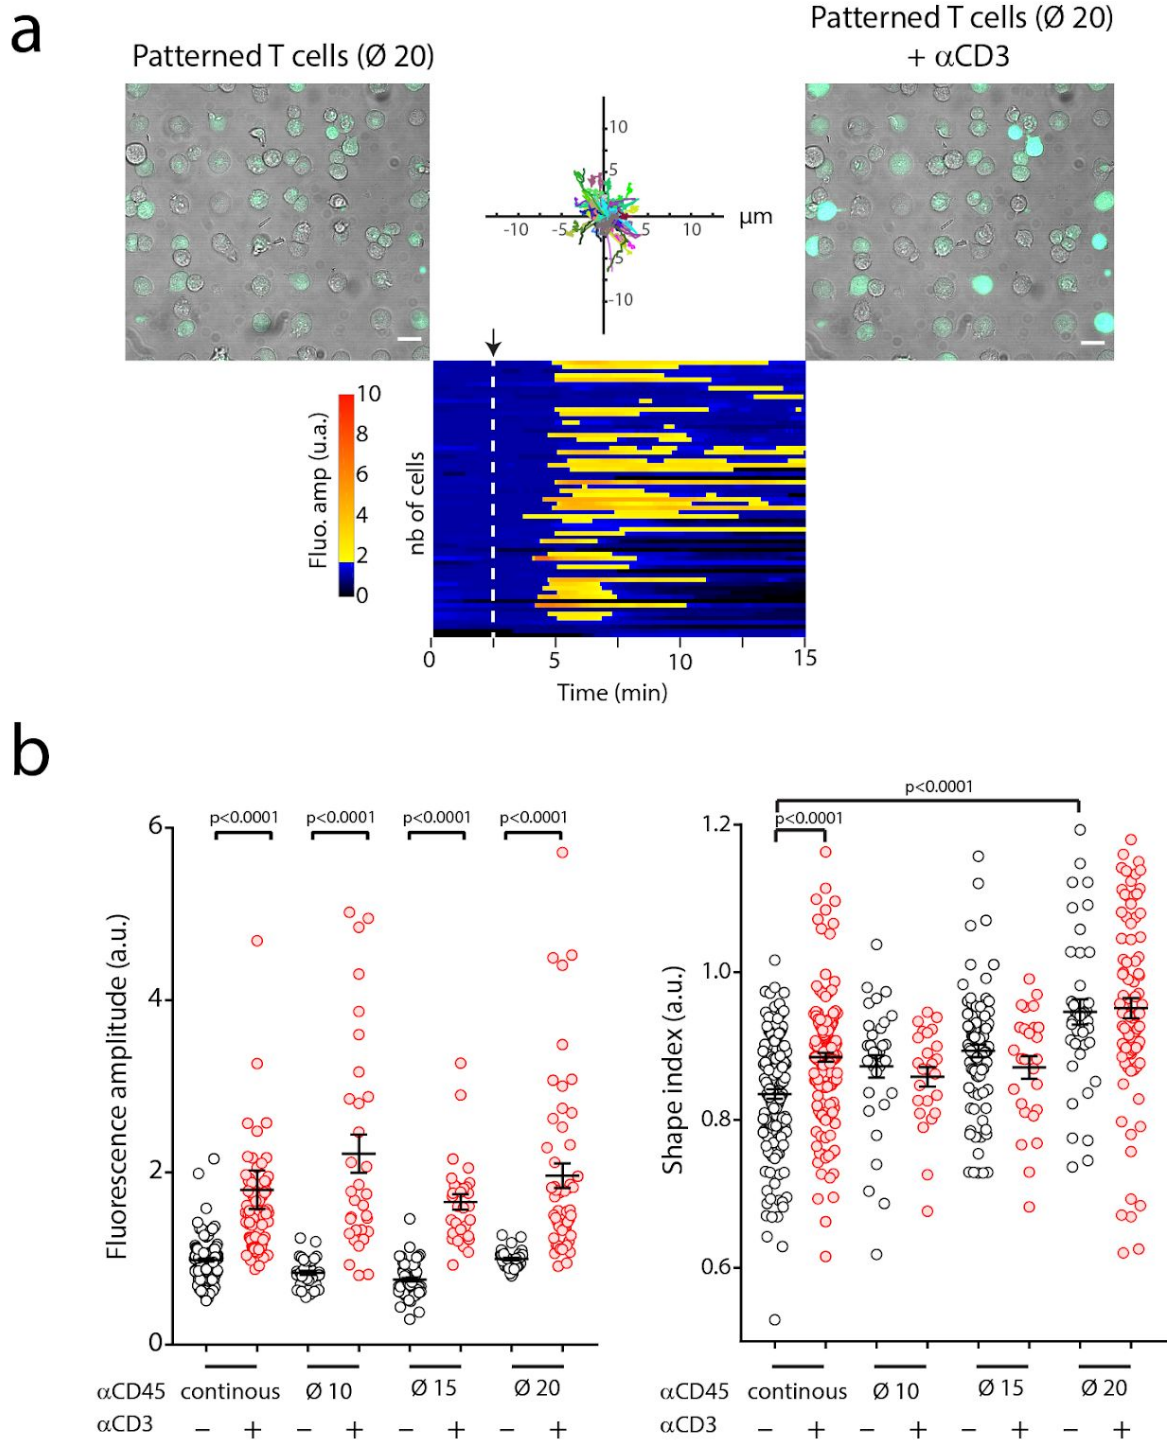 a
Patterned T cells (Ø 20)
Patterned T cells (Ø 20)
+ αCD3
10
5
-10 -5 5 10 μm
-5
-10
Fluo. amp (u.a.)
10
8
6
4
2
0
nb of cells
0 5 10 15
Time (min)
b
Fluorescence amplitude (a.u.)
6
4
2
0
p<0.0001 p<0.0001 p<0.0001 p<0.0001
αCD45 continous Ø 10 Ø 15 Ø 20
αCD3 − + − + − + − +
Shape index (a.u.)
1.2
1.0
0.8
0.6
p<0.0001
p<0.0001
αCD45 continous Ø 10 Ø 15 Ø 20
αCD3 − + − + − + − +